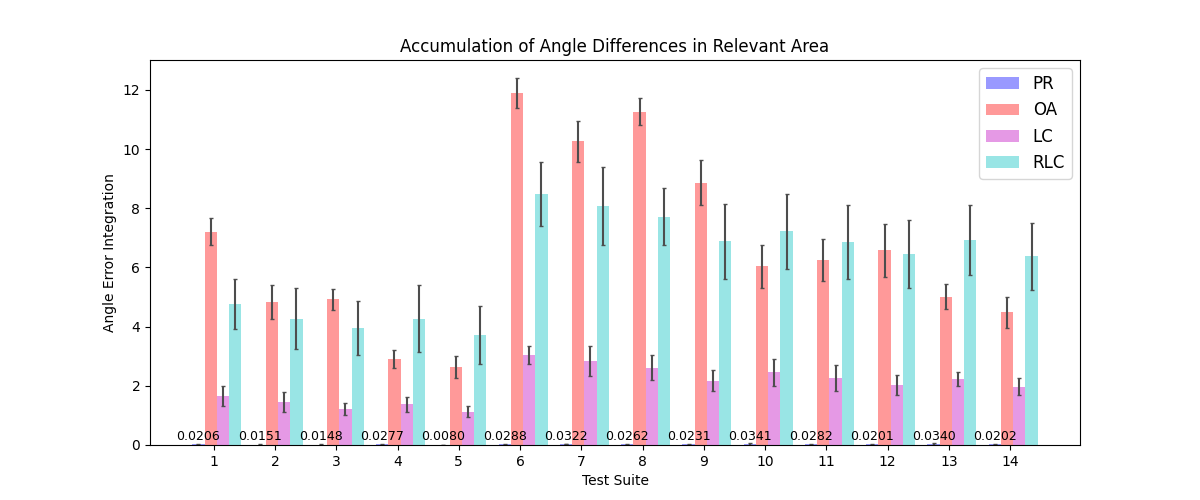 Accumulation of Angle Differences in Relevant Area
PR
OA
LC
RLC
Angle Error Integration
12
10
8
6
4
2
0
0.0206 0.0151 0.0148 0.0277 0.0080 0.0288 0.0322 0.0262 0.0231 0.0341 0.0282 0.0201 0.0340 0.0202
1 2 3 4 5 6 7 8 9 10 11 12 13 14
Test Suite